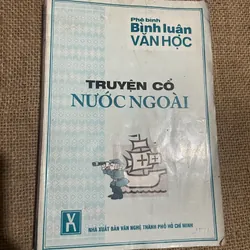 Phê bình
Bình luận
VĂN HỌC
TRUYỆN CỔ
NƯỚC NGOÀI
NHÀ XUẤT BẢN VĂN NGHỆ THÀNH PHỐ HỒ CHÍ MINH